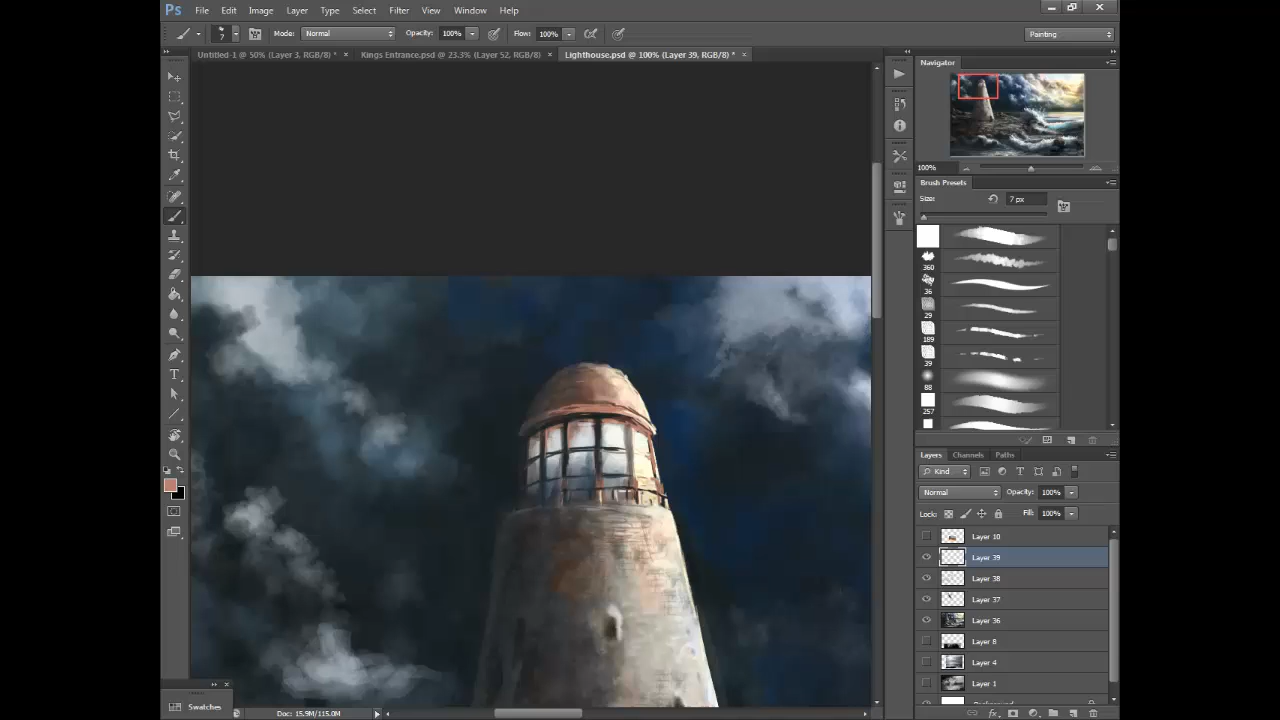 Ps File Edit Image Layer Type Select Filter View Window Help
7 Mode: Normal Opacity: 100% Flow: 100% Painting
Untitled-1 @ 50% (Layer 3, RGB/8) * × Kings Entrance.psd @ 23.3% (Layer 52, RGB/8) × Lighthouse.psd @ 100% (Layer 39, RGB/8) * ×
Navigator
100%
Brush Presets
Size: 7 px
360
36
29
189
39
88
257
Layers Channels Paths
Kind
Normal Opacity: 100%
Lock: Fill: 100%
Layer 10
Layer 39
Layer 38
Layer 37
Layer 36
Layer 8
Layer 4
Layer 1
Background
Swatches
Doc: 15.9M/115.0M